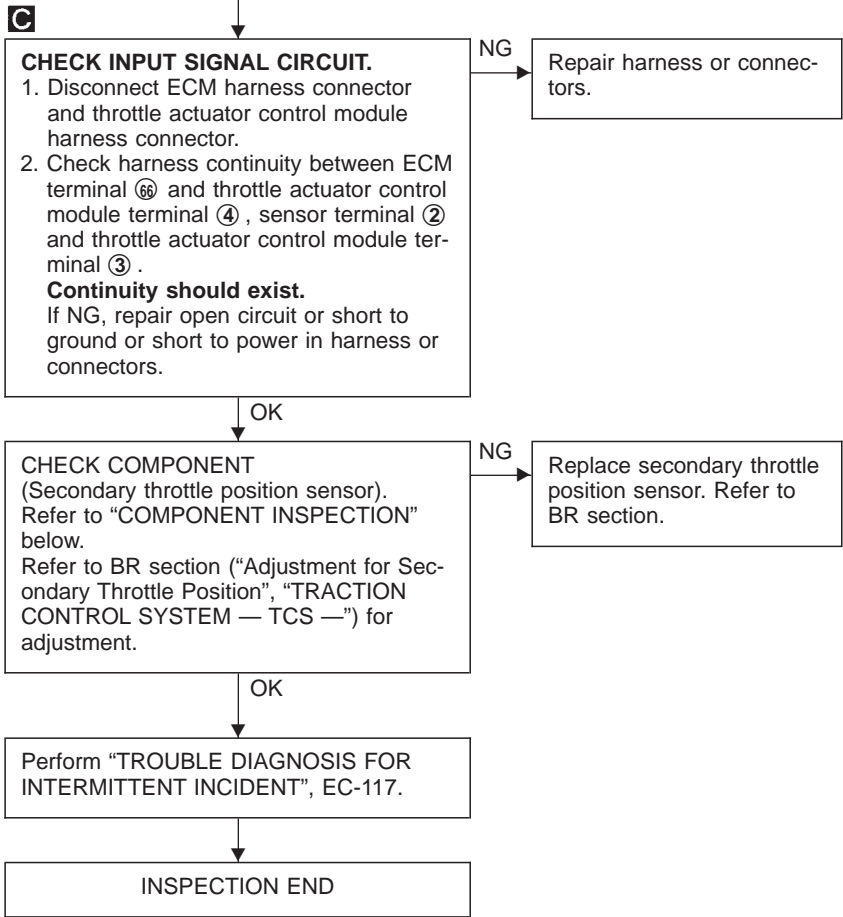 C
CHECK INPUT SIGNAL CIRCUIT.
1. Disconnect ECM harness connector
and throttle actuator control module
harness connector.
2. Check harness continuity between ECM
terminal 66 and throttle actuator control
module terminal ④ , sensor terminal ②
and throttle actuator control module ter-
minal ③ .
Continuity should exist.
If NG, repair open circuit or short to
ground or short to power in harness or
connectors.
NG
Repair harness or connec-
tors.
OK
CHECK COMPONENT
(Secondary throttle position sensor).
Refer to “COMPONENT INSPECTION”
below.
Refer to BR section (“Adjustment for Sec-
ondary Throttle Position”, “TRACTION
CONTROL SYSTEM — TCS —”) for
adjustment.
NG
Replace secondary throttle
position sensor. Refer to
BR section.
OK
Perform “TROUBLE DIAGNOSIS FOR
INTERMITTENT INCIDENT”, EC-117.
INSPECTION END